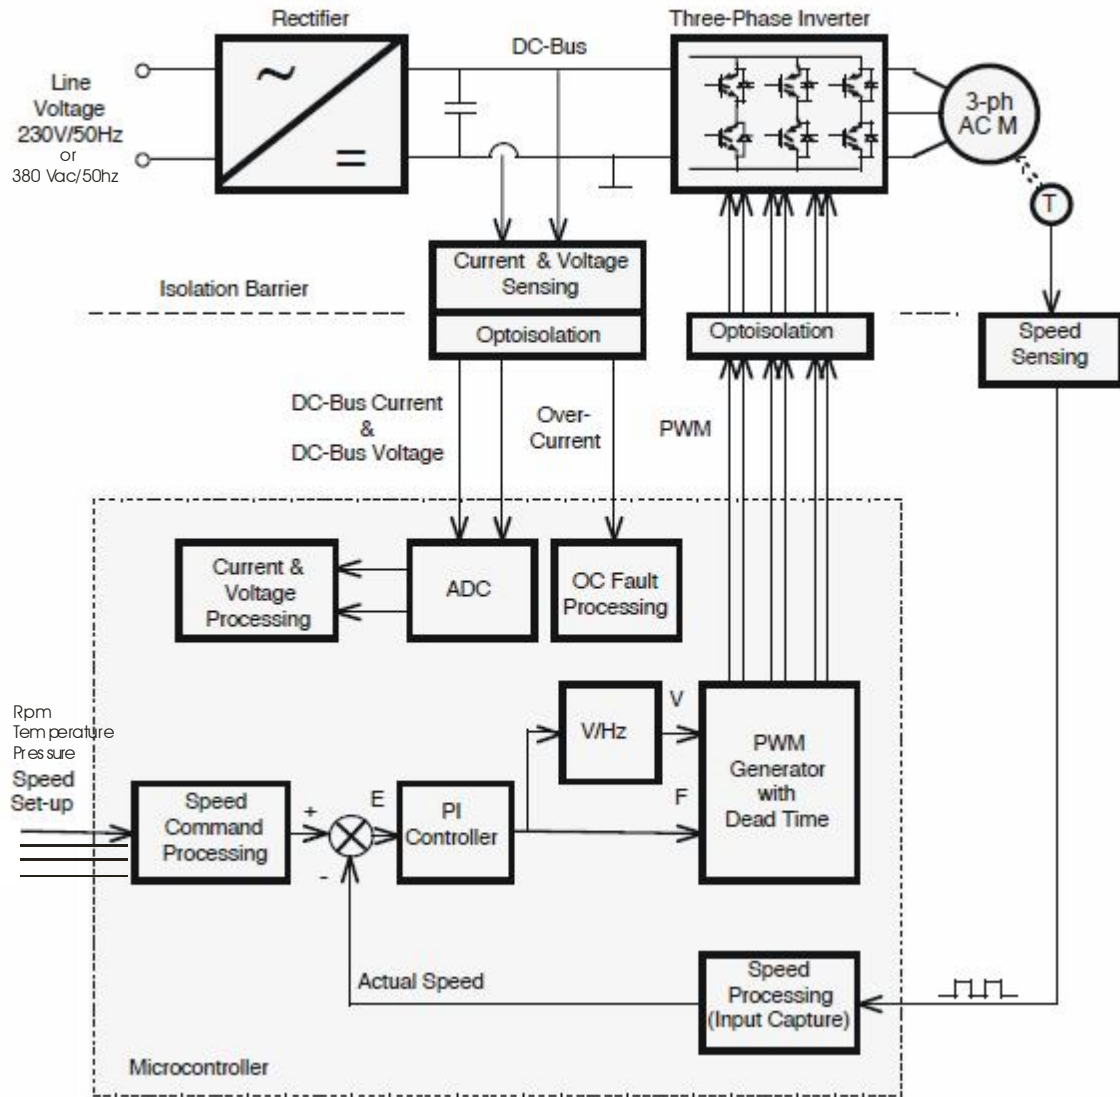 Rectifier
Three-Phase Inverter
DC-Bus
Line
Voltage
230V/50Hz
or
380 Vac/50hz
~
=
3-ph
AC M
T
Current & Voltage
Sensing
Isolation Barrier
Optoisolation
Optoisolation
Speed
Sensing
DC-Bus Current
&
DC-Bus Voltage
Over-
Current
PWM
Current &
Voltage
Processing
ADC
OC Fault
Processing
Rpm
Temperature
Pressure
Speed
Set-up
Speed
Command
Processing
+
-
E
PI
Controller
V/Hz
V
F
PWM
Generator
with
Dead Time
Actual Speed
Speed
Processing
(Input Capture)
Microcontroller